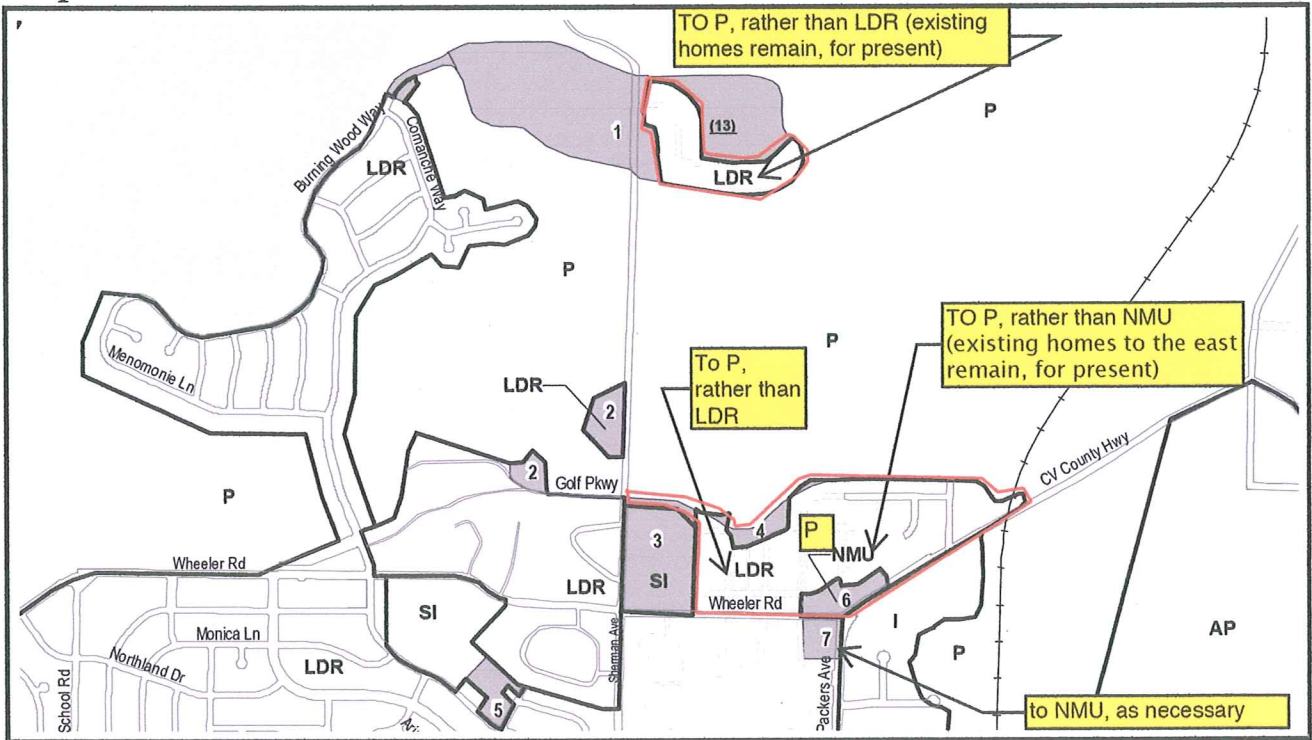 TO P, rather than LDR (existing
homes remain, for present)
P
1
(13)
LDR
Burning Wood Way
Comanche Way
LDR
P
TO P, rather than NMU
(existing homes to the east
remain, for present)
P
Menomonie Ln
To P,
rather than
LDR
LDR
2
CV County Hwy
2
Golf Pkwy
P
4
3
P
NMU
Wheeler Rd
LDR
SI
LDR
Wheeler Rd
6
SI
I
AP
Monica Ln
Sherman Ave
7
P
Northland Dr
LDR
School Rd
5
Packers Ave
to NMU, as necessary